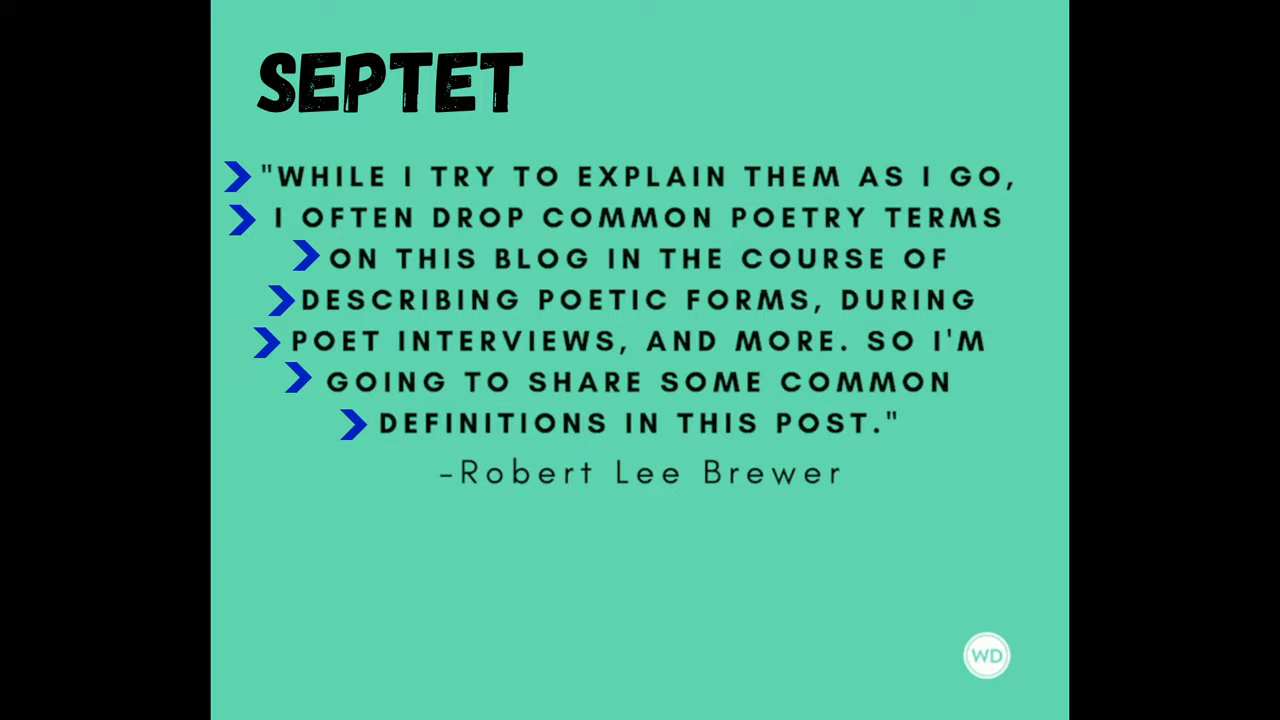 SEPTET
"WHILE I TRY TO EXPLAIN THEM AS I GO,
I OFTEN DROP COMMON POETRY TERMS
ON THIS BLOG IN THE COURSE OF
DESCRIBING POETIC FORMS, DURING
POET INTERVIEWS, AND MORE. SO I'M
GOING TO SHARE SOME COMMON
DEFINITIONS IN THIS POST."
–Robert Lee Brewer
WD